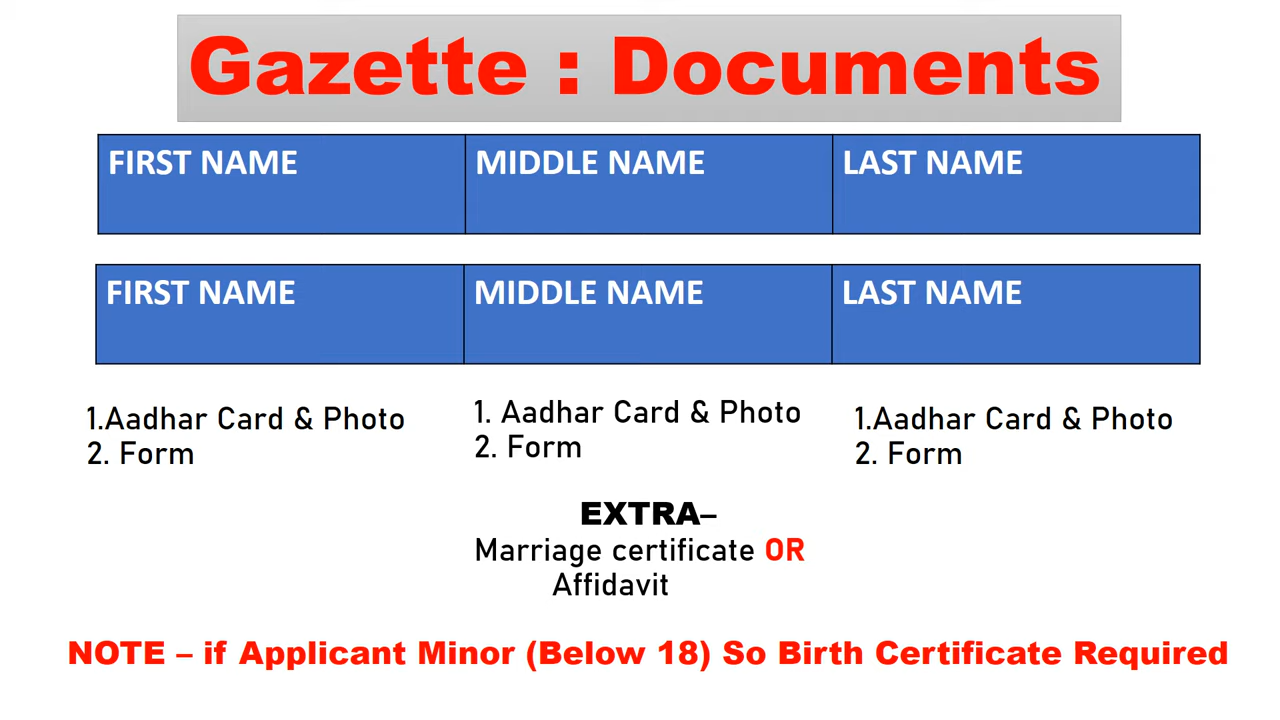 Gazette : Documents
FIRST NAME MIDDLE NAME LAST NAME
FIRST NAME MIDDLE NAME LAST NAME
1.Aadhar Card & Photo
2. Form
1. Aadhar Card & Photo
2. Form
1.Aadhar Card & Photo
2. Form
EXTRA–
Marriage certificate OR
Affidavit
NOTE – if Applicant Minor (Below 18) So Birth Certificate Required